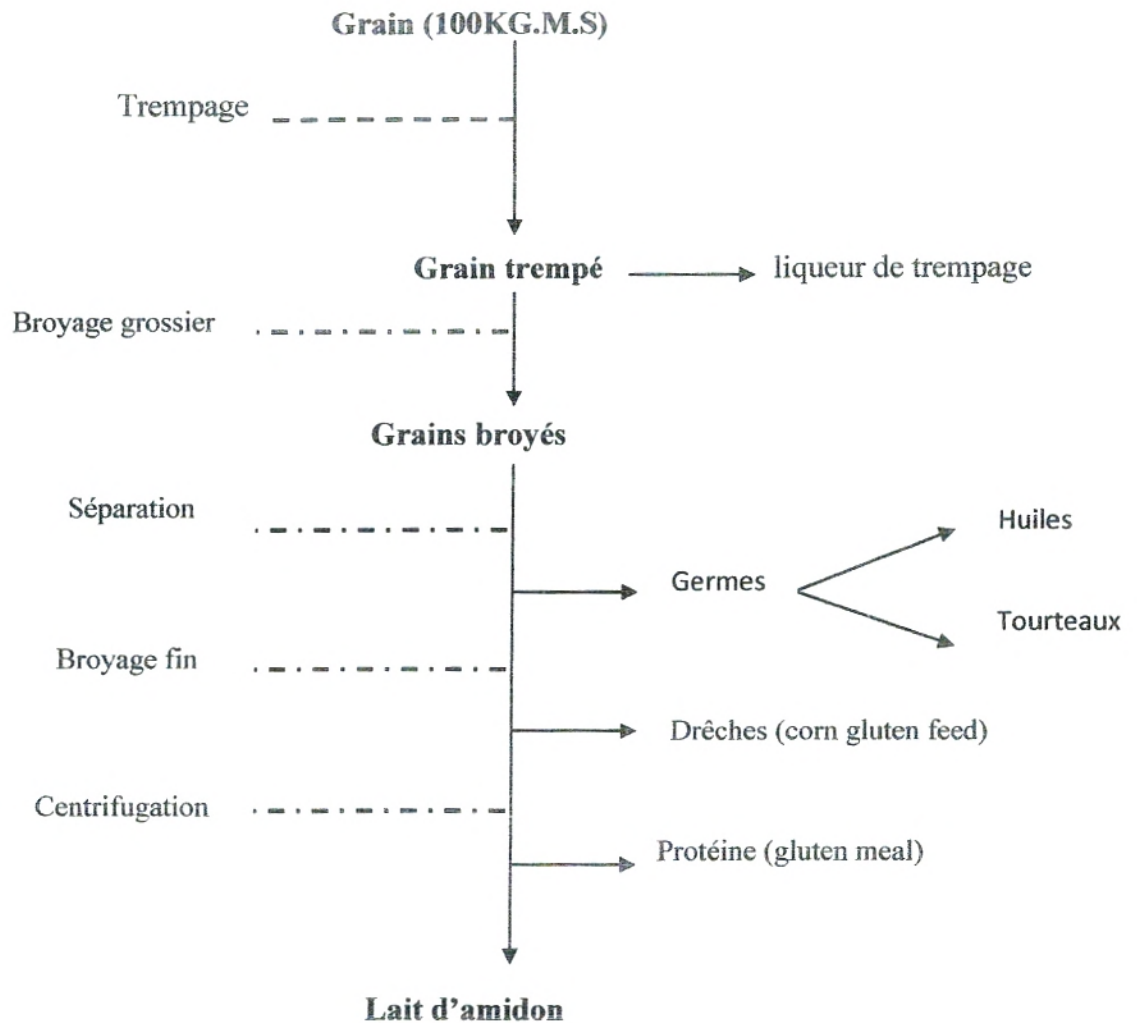 Grain (100KG.M.S)
Trempage
Grain trempé
liqueur de trempage
Broyage grossier
Grains broyés
Séparation
Huiles
Germes
Tourteaux
Broyage fin
Drêches (corn gluten feed)
Centrifugation
Protéine (gluten meal)
Lait d'amidon